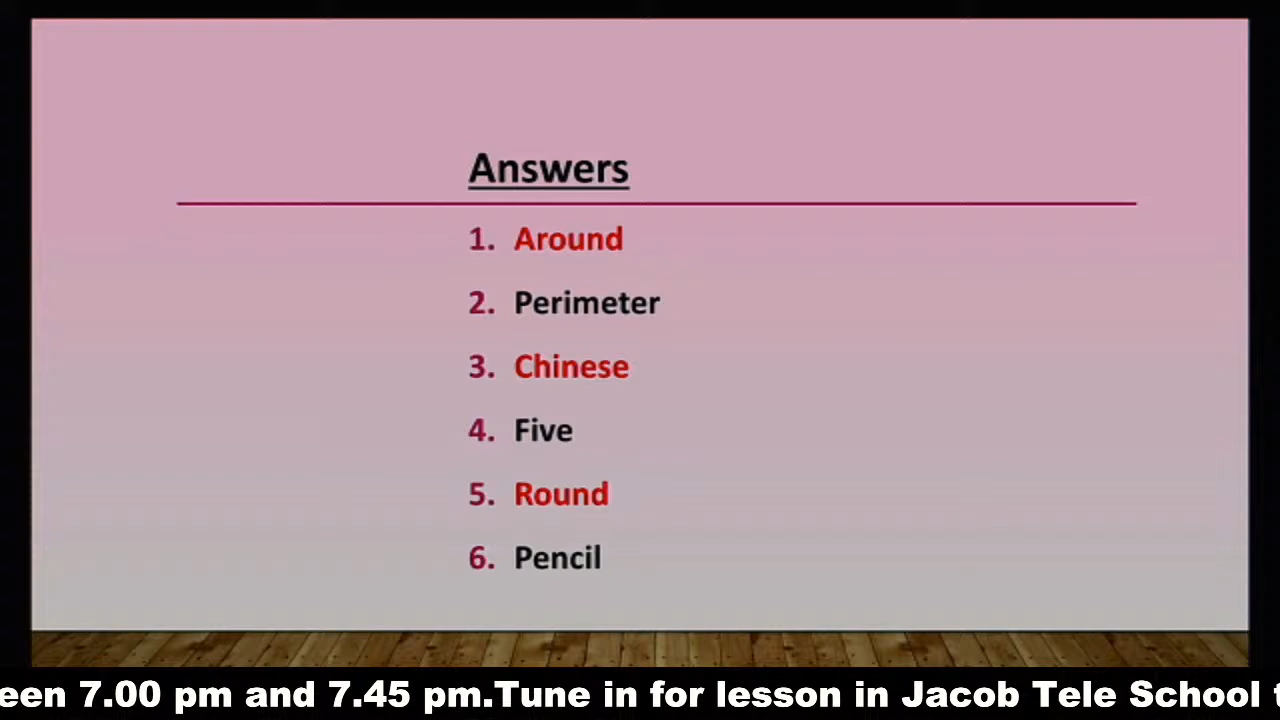 Answers
1. Around
2. Perimeter
3. Chinese
4. Five
5. Round
6. Pencil
7.00 pm and 7.45 pm.Tune in for lesson in Jacob Tele School